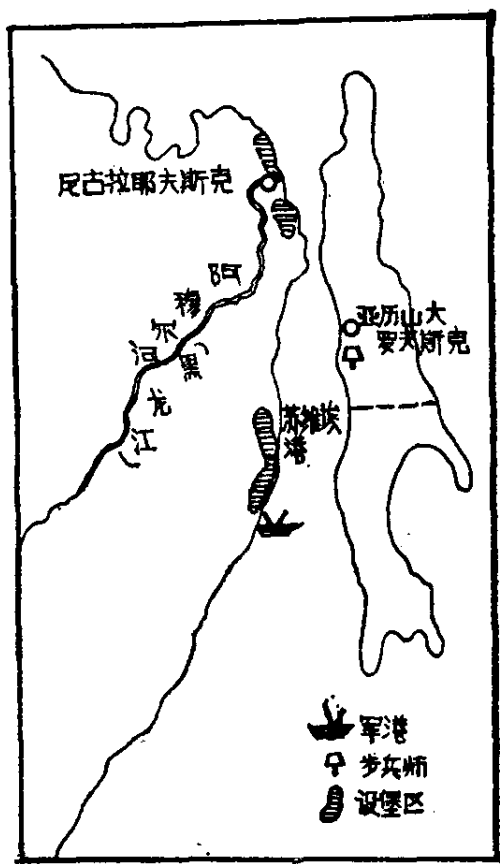 尼古拉耶夫斯克
阿穆尔河
(黑龙江)
亚历山大
罗夫斯克
苏维埃
港
军港
步兵师
设堡区